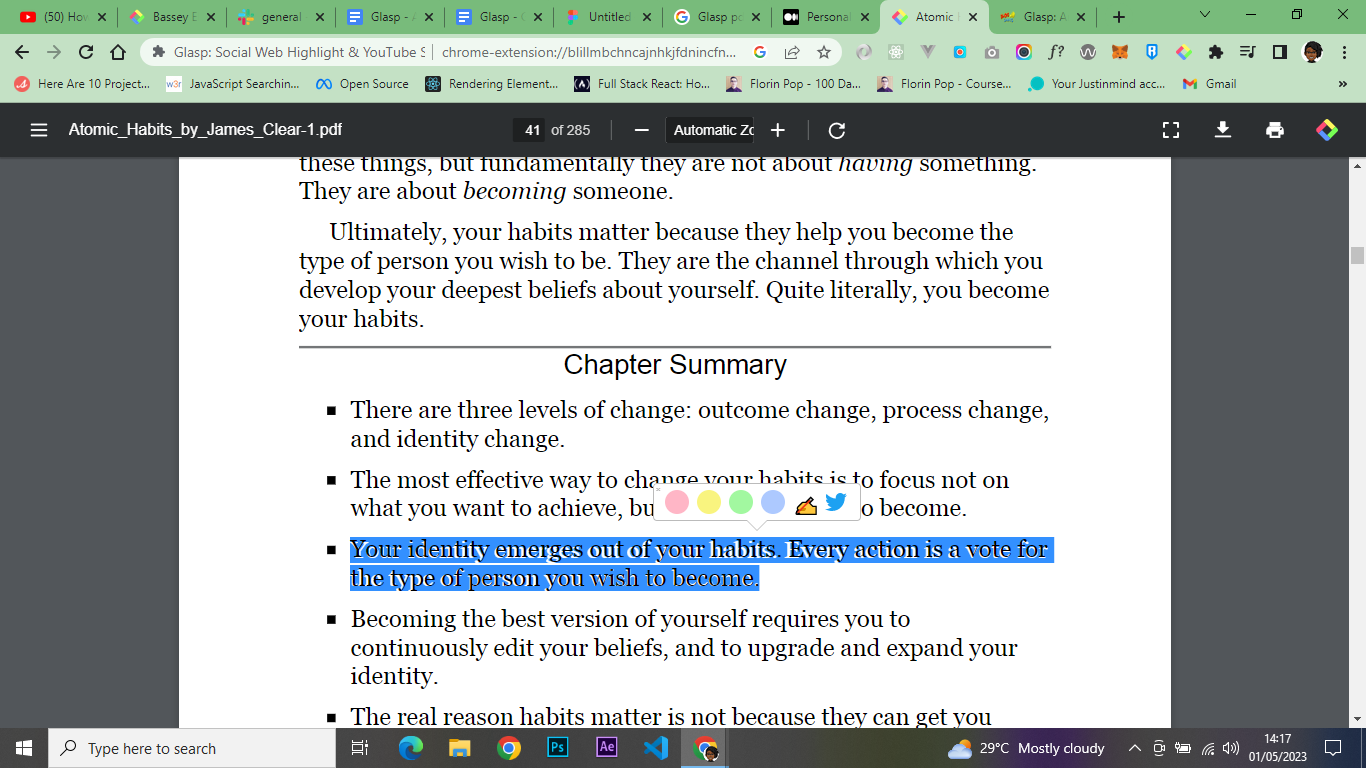 (50) How
Bassey E
general
Glasp - A
Glasp - C
Untitled
Glasp po
Personal
Atomic
Glasp: A
Glasp: Social Web Highlight & YouTube S
chrome-extension://blillmbchncajnhkjfdnincfn...
f?
Here Are 10 Project...
w3r
JavaScript Searchin...
Open Source
Rendering Element...
Full Stack React: Ho...
Florin Pop - 100 Da...
Florin Pop - Course...
Your Justinmind acc...
Gmail
»
Atomic_Habits_by_James_Clear-1.pdf
41 of 285
Automatic Zo
these things, but fundamentally they are not about having something.
They are about becoming someone.
Ultimately, your habits matter because they help you become the
type of person you wish to be. They are the channel through which you
develop your deepest beliefs about yourself. Quite literally, you become
your habits.
Chapter Summary
There are three levels of change: outcome change, process change,
and identity change.
The most effective way to change your habits is to focus not on
what you want to achieve, bu o become.
Your identity emerges out of your habits. Every action is a vote for
the type of person you wish to become.
Becoming the best version of yourself requires you to
continuously edit your beliefs, and to upgrade and expand your
identity.
The real reason habits matter is not because they can get you
Type here to search
Ps
Ae
29°C Mostly cloudy
14:17
01/05/2023